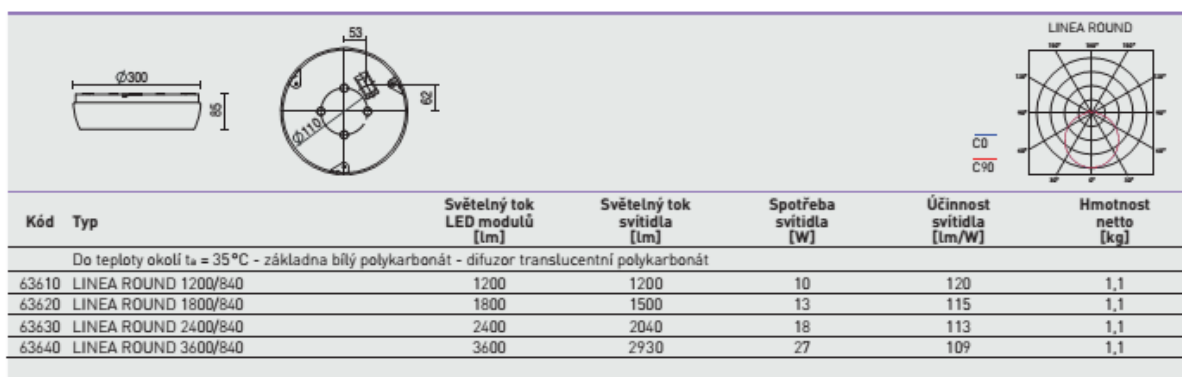 LINEA ROUND
Ø300
85
53
62
Ø110
C0
C90
Kód Typ Světelný tok LED modulů [lm] Světelný tok svítidla [lm] Spotřeba svítidla [W] Účinnost svítidla [lm/W] Hmotnost netto [kg]
Do teploty okolí ta = 35°C - základna bílý polykarbonát - difuzor translucentní polykarbonát
63610 LINEA ROUND 1200/840 1200 1200 10 120 1,1
63620 LINEA ROUND 1800/840 1800 1500 13 115 1,1
63630 LINEA ROUND 2400/840 2400 2040 18 113 1,1
63640 LINEA ROUND 3600/840 3600 2930 27 109 1,1